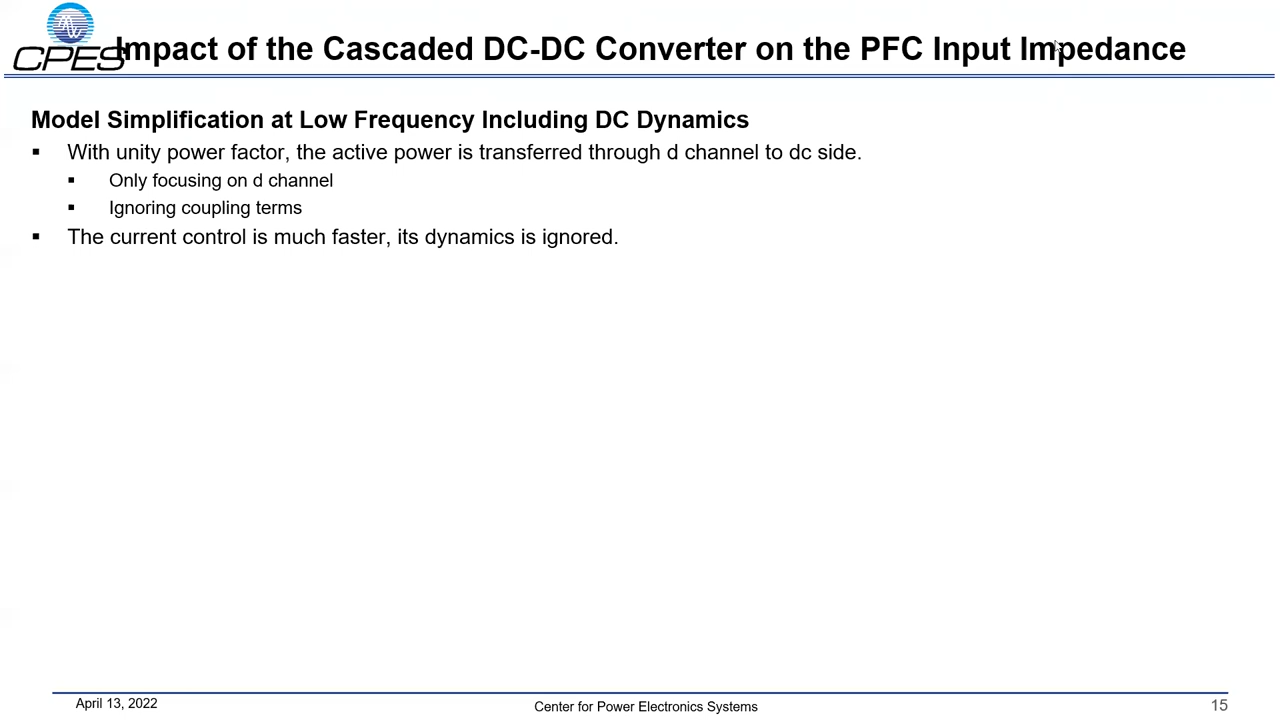 CPES
Impact of the Cascaded DC-DC Converter on the PFC Input Impedance
Model Simplification at Low Frequency Including DC Dynamics
▪ With unity power factor, the active power is transferred through d channel to dc side.
▪ Only focusing on d channel
▪ Ignoring coupling terms
▪ The current control is much faster, its dynamics is ignored.
April 13, 2022
Center for Power Electronics Systems
15